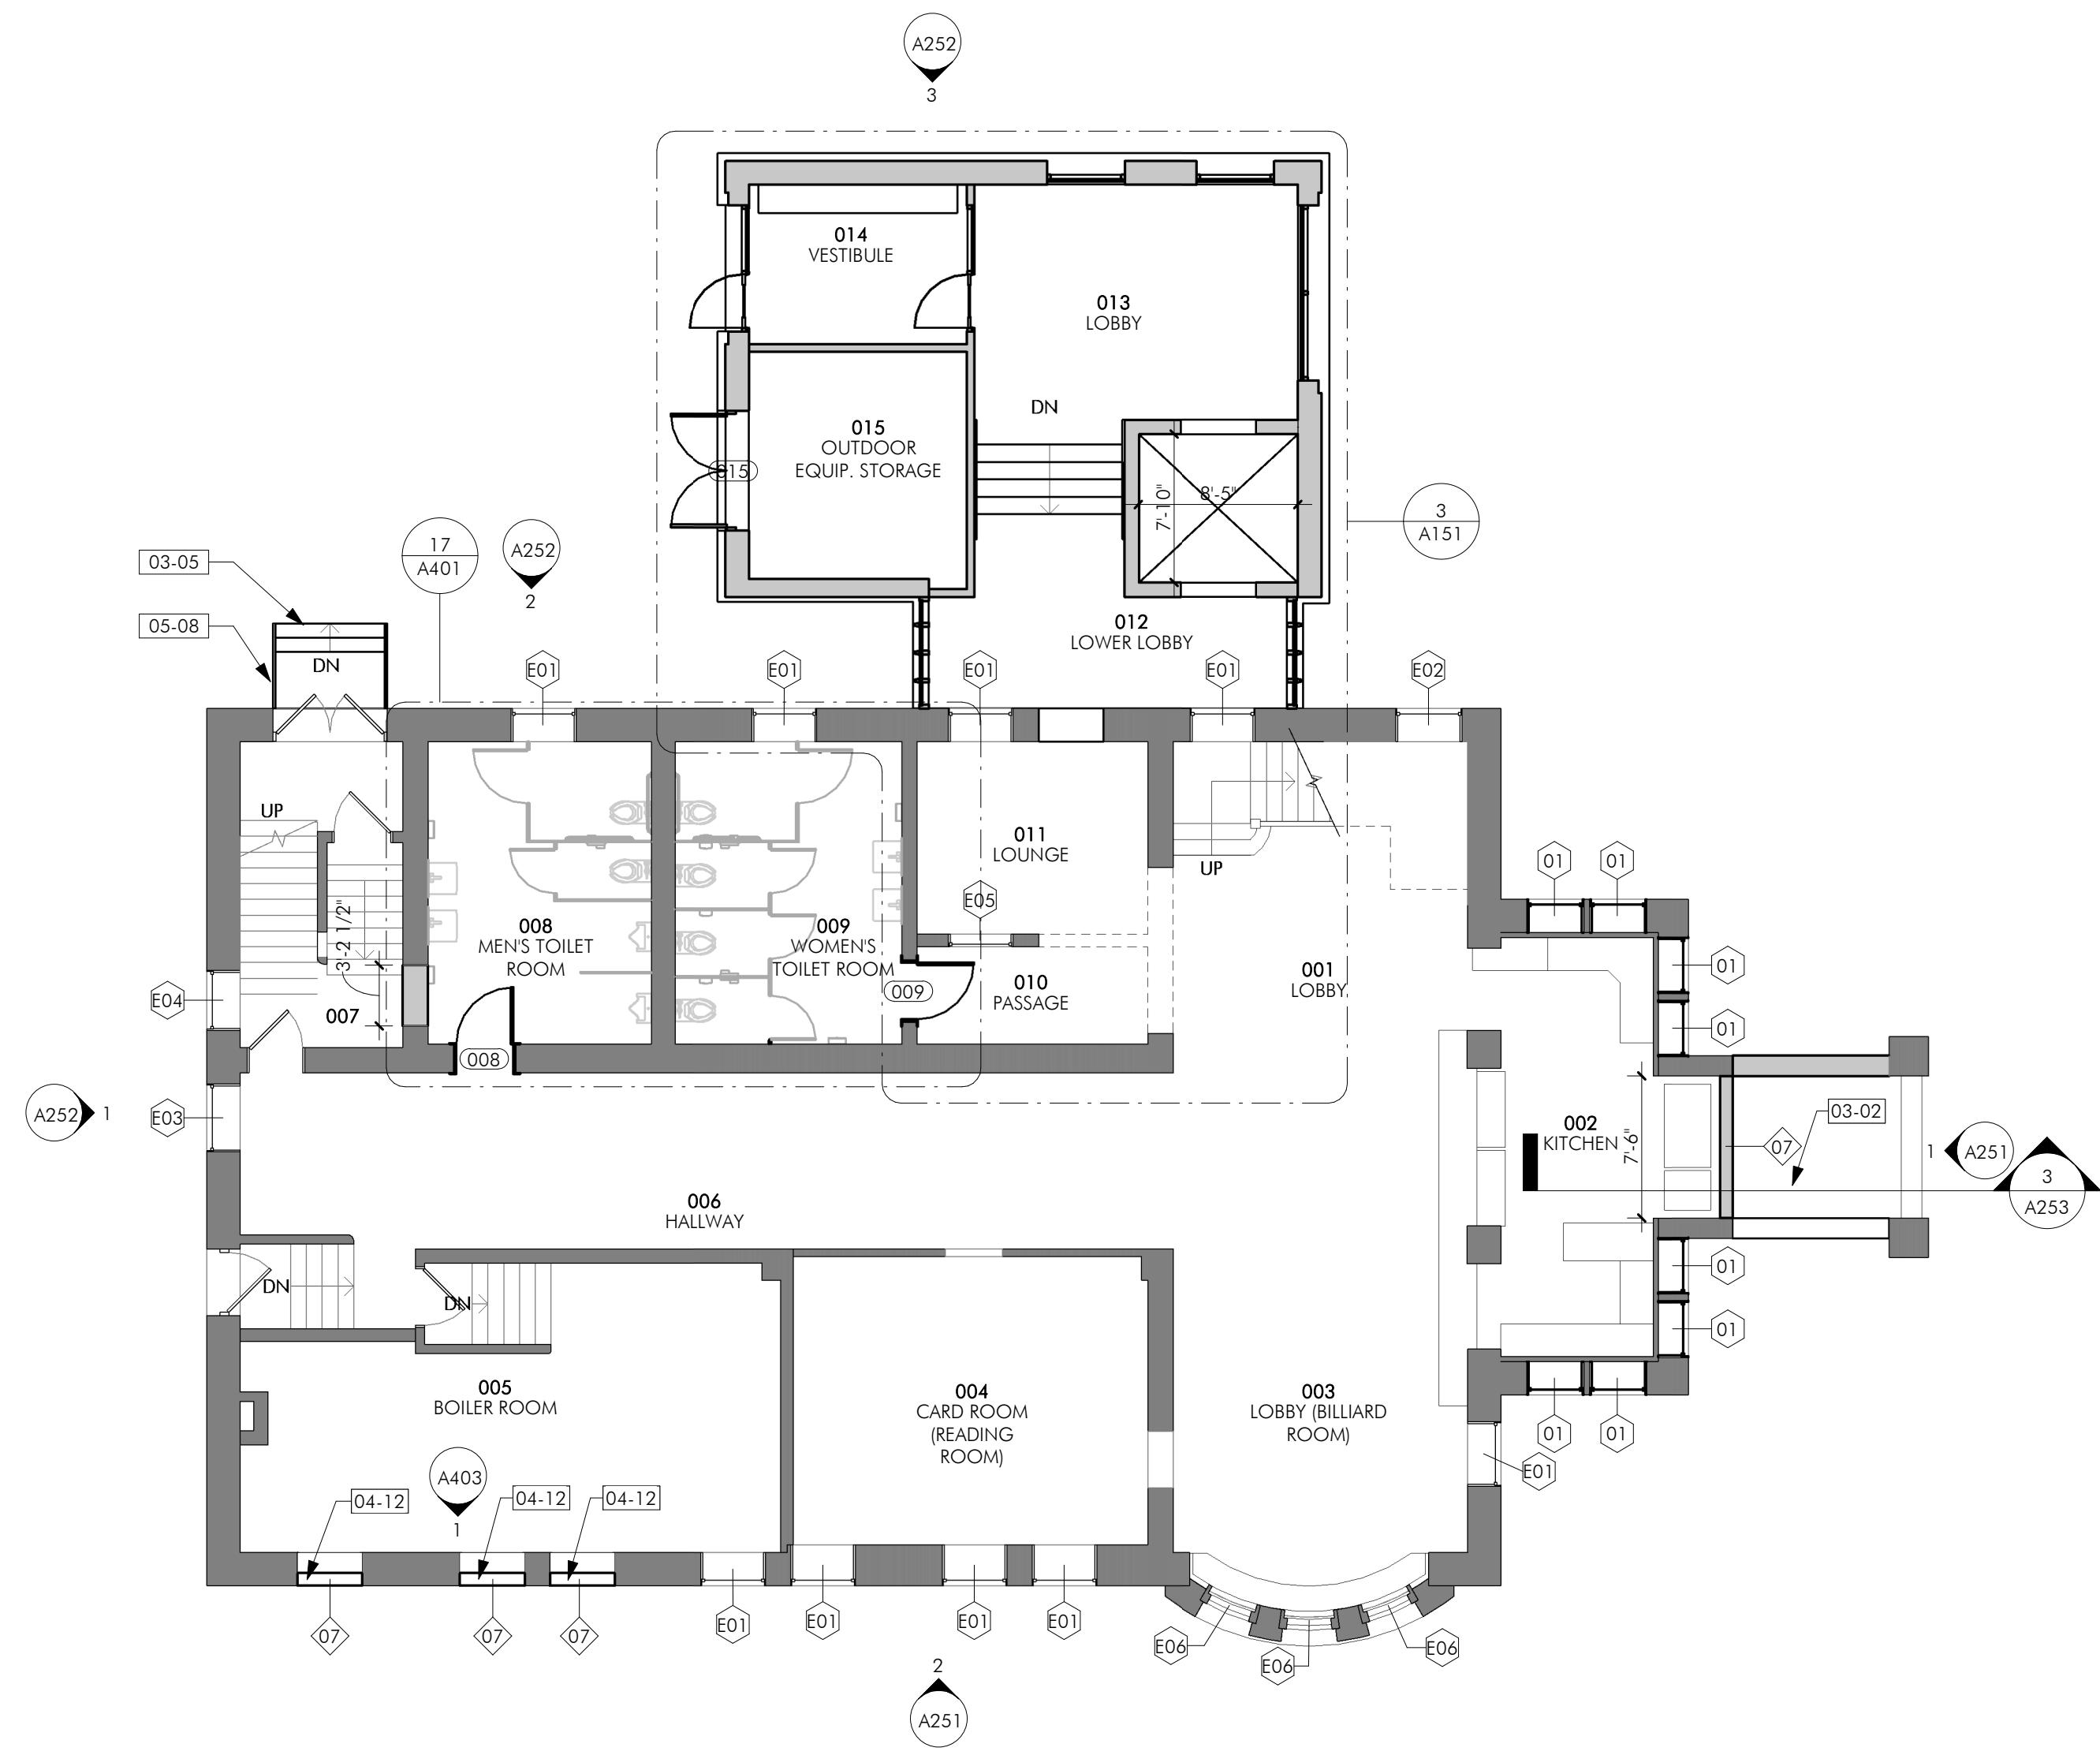 A252
3
014
VESTIBULE
013
LOBBY
DN
015
OUTDOOR
EQUIP. STORAGE
015
7'-10"
8'-5"
3
A151
17
A401
A252
2
03-05
05-08
DN
012
LOWER LOBBY
E01
E01
E01
E01
E02
UP
011
LOUNGE
UP
01
01
E05
3'-2 1/2"
008
MEN'S TOILET
ROOM
009
WOMEN'S
TOILET ROOM
009
010
PASSAGE
001
LOBBY
01
01
E04
007
008
A252
1
E03
002
KITCHEN
7'-6"
03-02
07
1
A251
3
A253
006
HALLWAY
DN
DN
01
01
005
BOILER ROOM
004
CARD ROOM
(READING
ROOM)
003
LOBBY (BILLIARD
ROOM)
01
01
E01
A403
1
04-12
04-12
04-12
07
07
07
E01
E01
E01
E01
E06
E06
E06
2
A251